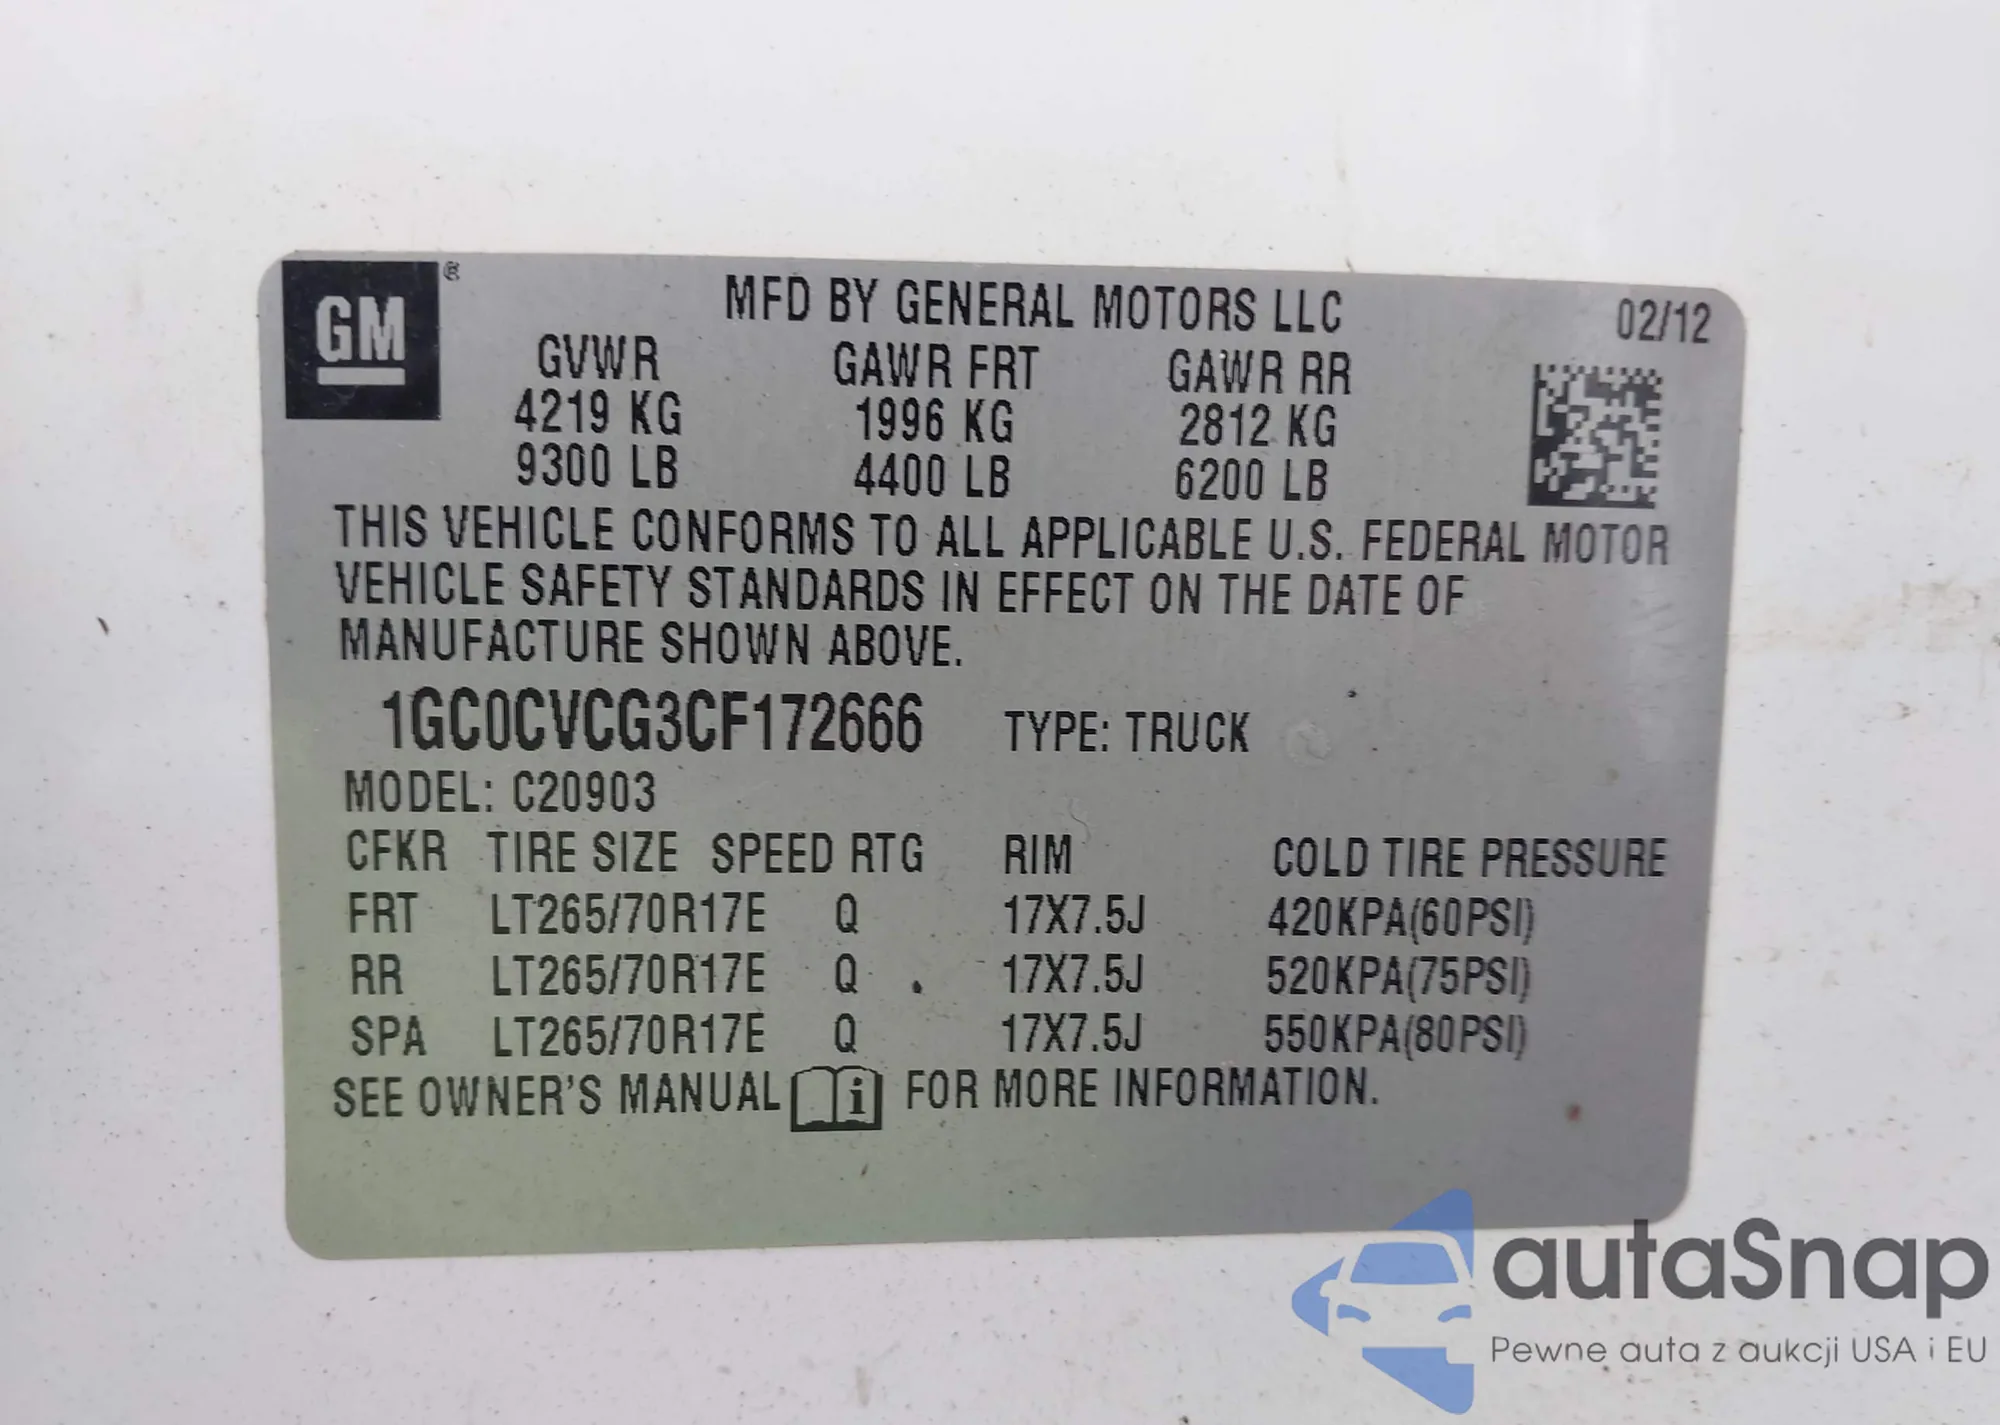 GM ®
MFD BY GENERAL MOTORS LLC 02/12
GVWR GAWR FRT GAWR RR
4219 KG 1996 KG 2812 KG
9300 LB 4400 LB 6200 LB
THIS VEHICLE CONFORMS TO ALL APPLICABLE U.S. FEDERAL MOTOR
VEHICLE SAFETY STANDARDS IN EFFECT ON THE DATE OF
MANUFACTURE SHOWN ABOVE.
1GC0CVCG3CF172666 TYPE: TRUCK
MODEL: C20903
CFKR TIRE SIZE SPEED RTG RIM COLD TIRE PRESSURE
FRT LT265/70R17E Q 17X7.5J 420KPA(60PSI)
RR LT265/70R17E Q 17X7.5J 520KPA(75PSI)
SPA LT265/70R17E Q 17X7.5J 550KPA(80PSI)
SEE OWNER'S MANUAL i FOR MORE INFORMATION.
autaSnap
Pewne auta z aukcji USA i EU